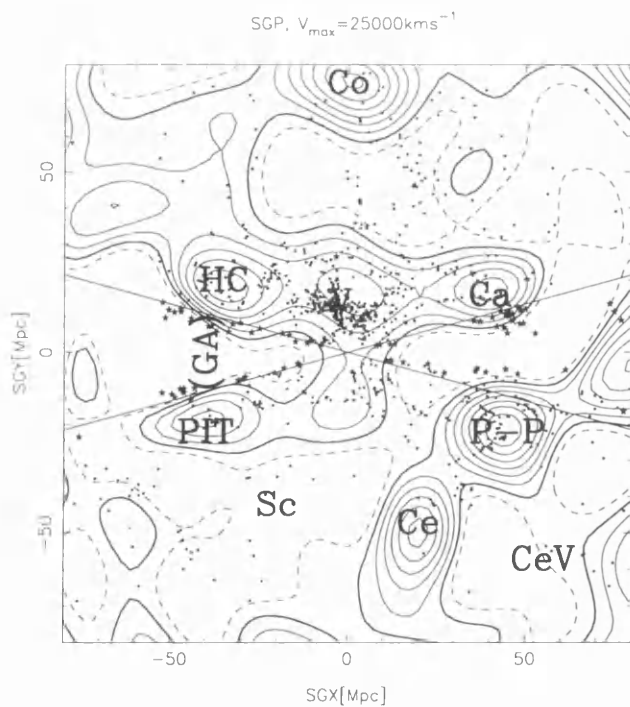 SGP, V_max=25000kms⁻¹
Co
50
HC
V
Ca
SGY[Mpc]
0
(GA)
PIT
P-P
Sc
Ce
-50
CeV
-50 0 50
SGX[Mpc]